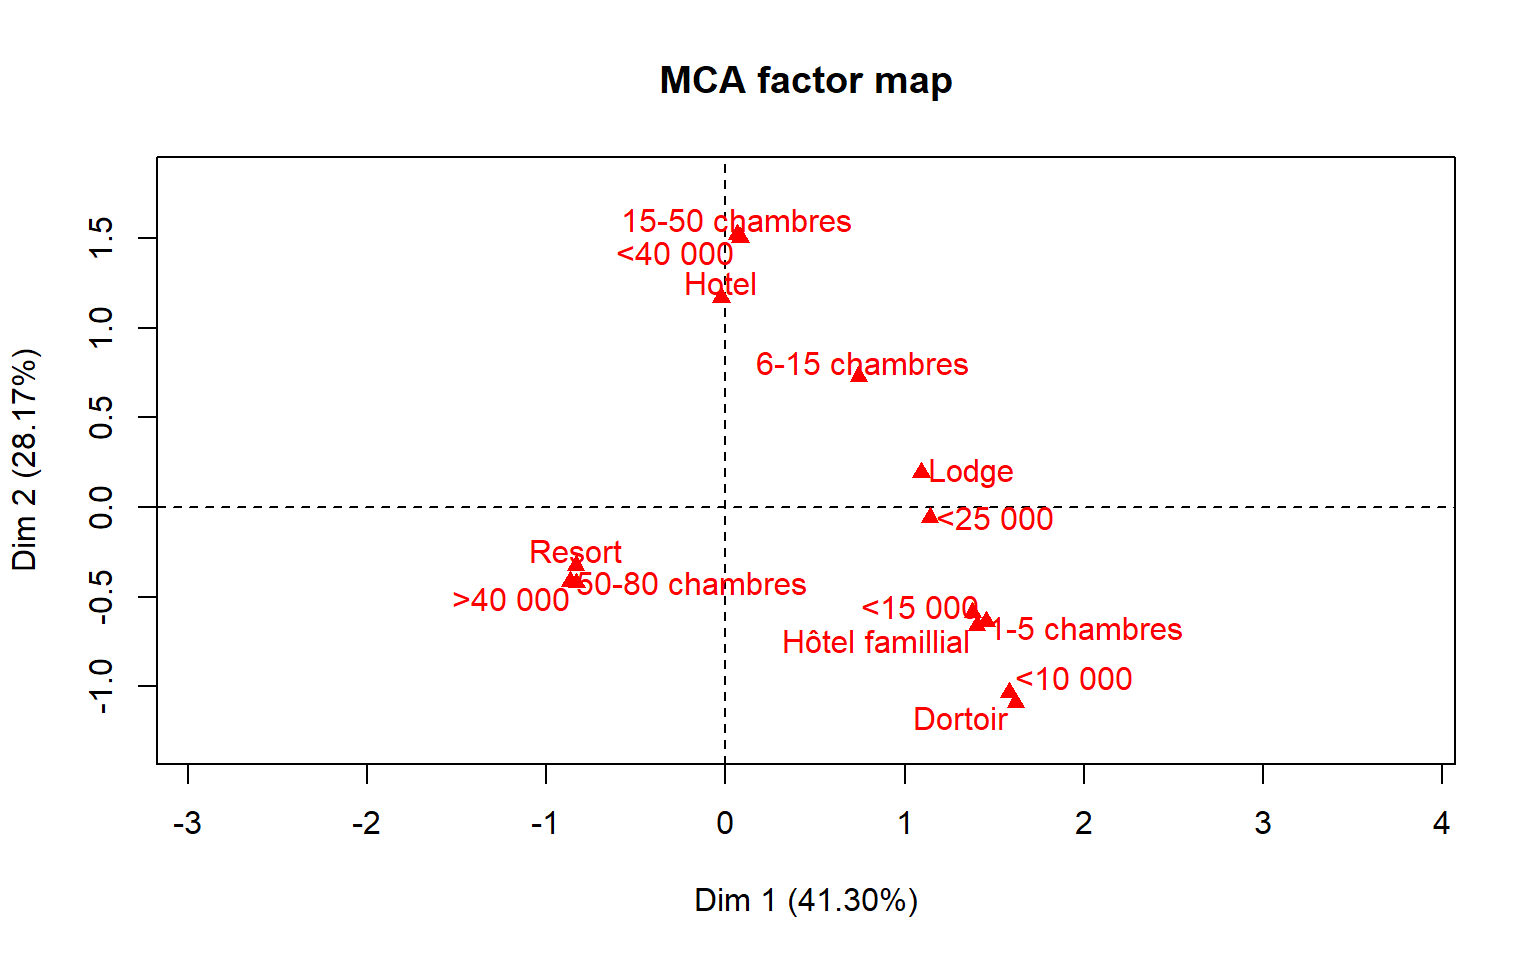 MCA factor map
Dim 2 (28.17%)
1.5
1.0
0.5
0.0
-0.5
-1.0
15-50 chambres
<40 000
Hotel
6-15 chambres
Lodge
<25 000
Resort
50-80 chambres
>40 000
<15 000
1-5 chambres
Hôtel famillial
<10 000
Dortoir
-3 -2 -1 0 1 2 3 4
Dim 1 (41.30%)